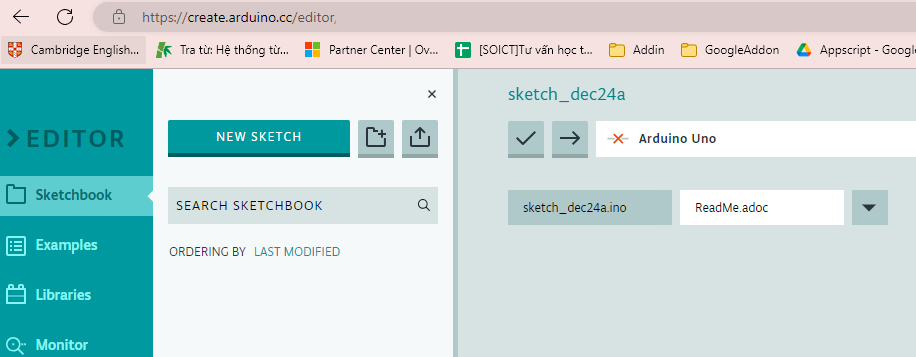 https://create.arduino.cc/editor,
Cambridge English...
Tra từ: Hệ thống từ...
Partner Center | Ov...
[SOICT]Tư vấn học t...
Addin
GoogleAddon
Appscript - Google
EDITOR
Sketchbook
Examples
Libraries
Monitor
NEW SKETCH
SEARCH SKETCHBOOK
ORDERING BY LAST MODIFIED
sketch_dec24a
Arduino Uno
sketch_dec24a.ino
ReadMe.adoc